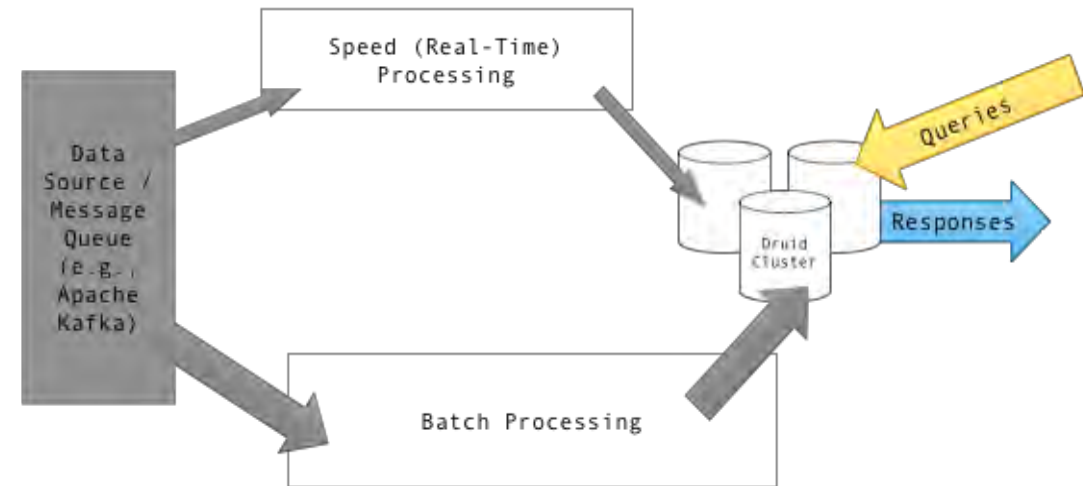 Speed (Real-Time)
Processing
Data
Source /
Message
Queue
(e.g.,
Apache
Kafka)
Queries
Responses
Druid
Cluster
Batch Processing